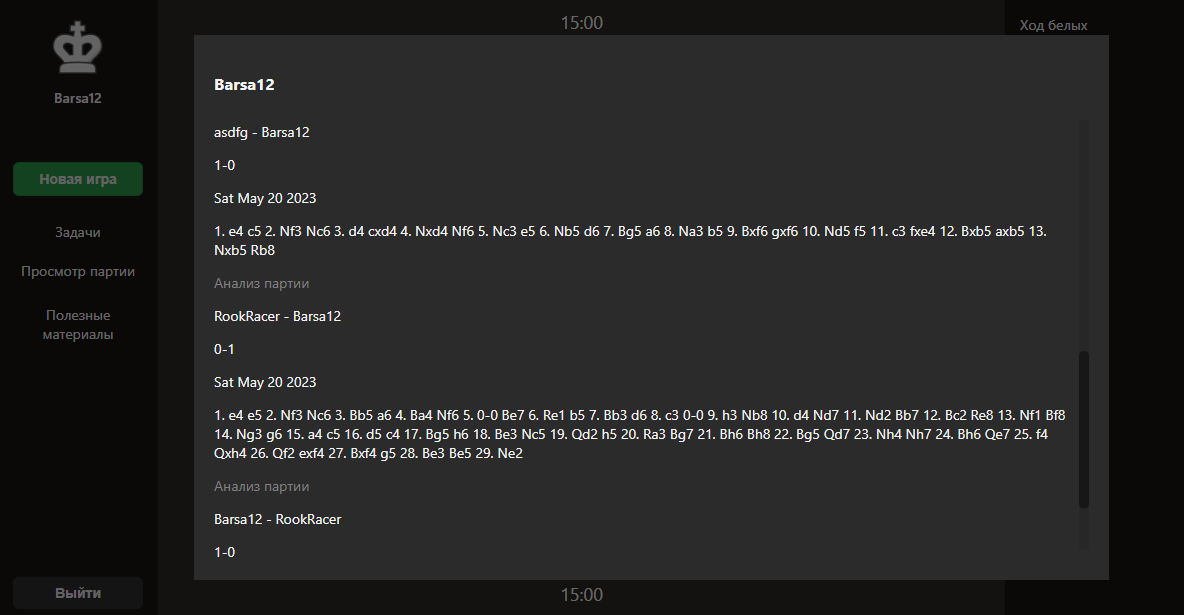 15:00
Ход белых
Barsa12
Новая игра
Задачи
Просмотр партии
Полезные
материалы
Выйти
Barsa12
asdfg - Barsa12
1-0
Sat May 20 2023
1. e4 c5 2. Nf3 Nc6 3. d4 cxd4 4. Nxd4 Nf6 5. Nc3 e5 6. Nb5 d6 7. Bg5 a6 8. Na3 b5 9. Bxf6 gxf6 10. Nd5 f5 11. c3 fxe4 12. Bxb5 axb5 13.
Nxb5 Rb8
Анализ партии
RookRacer - Barsa12
0-1
Sat May 20 2023
1. e4 e5 2. Nf3 Nc6 3. Bb5 a6 4. Ba4 Nf6 5. 0-0 Be7 6. Re1 b5 7. Bb3 d6 8. c3 0-0 9. h3 Nb8 10. d4 Nd7 11. Nd2 Bb7 12. Bc2 Re8 13. Nf1 Bf8
14. Ng3 g6 15. a4 c5 16. d5 c4 17. Bg5 h6 18. Be3 Nc5 19. Qd2 h5 20. Ra3 Bg7 21. Bh6 Bh8 22. Bg5 Qd7 23. Nh4 Nh7 24. Bh6 Qe7 25. f4
Qxh4 26. Qf2 exf4 27. Bxf4 g5 28. Be3 Be5 29. Ne2
Анализ партии
Barsa12 - RookRacer
1-0
15:00